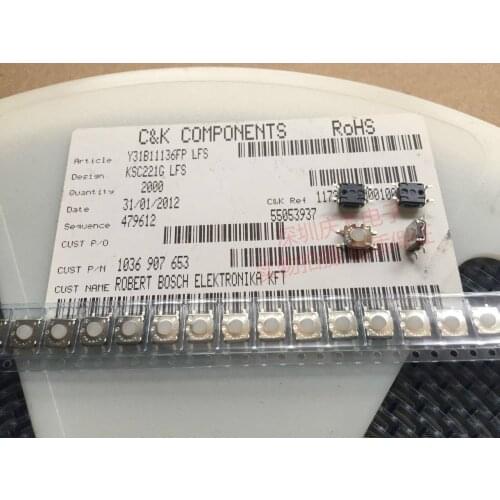 C&K COMPONENTS RoHS
Article Y31B11136FP LFS
Design. KSC221G LFS
Quantity 2000
Date 31/01/2012 C&K Ref
Sequence 479612 55053937
CUST P/O
CUST P/N 1036 907 653
CUST NAME ROBERT BOSCH ELEKTRONIKA KFT